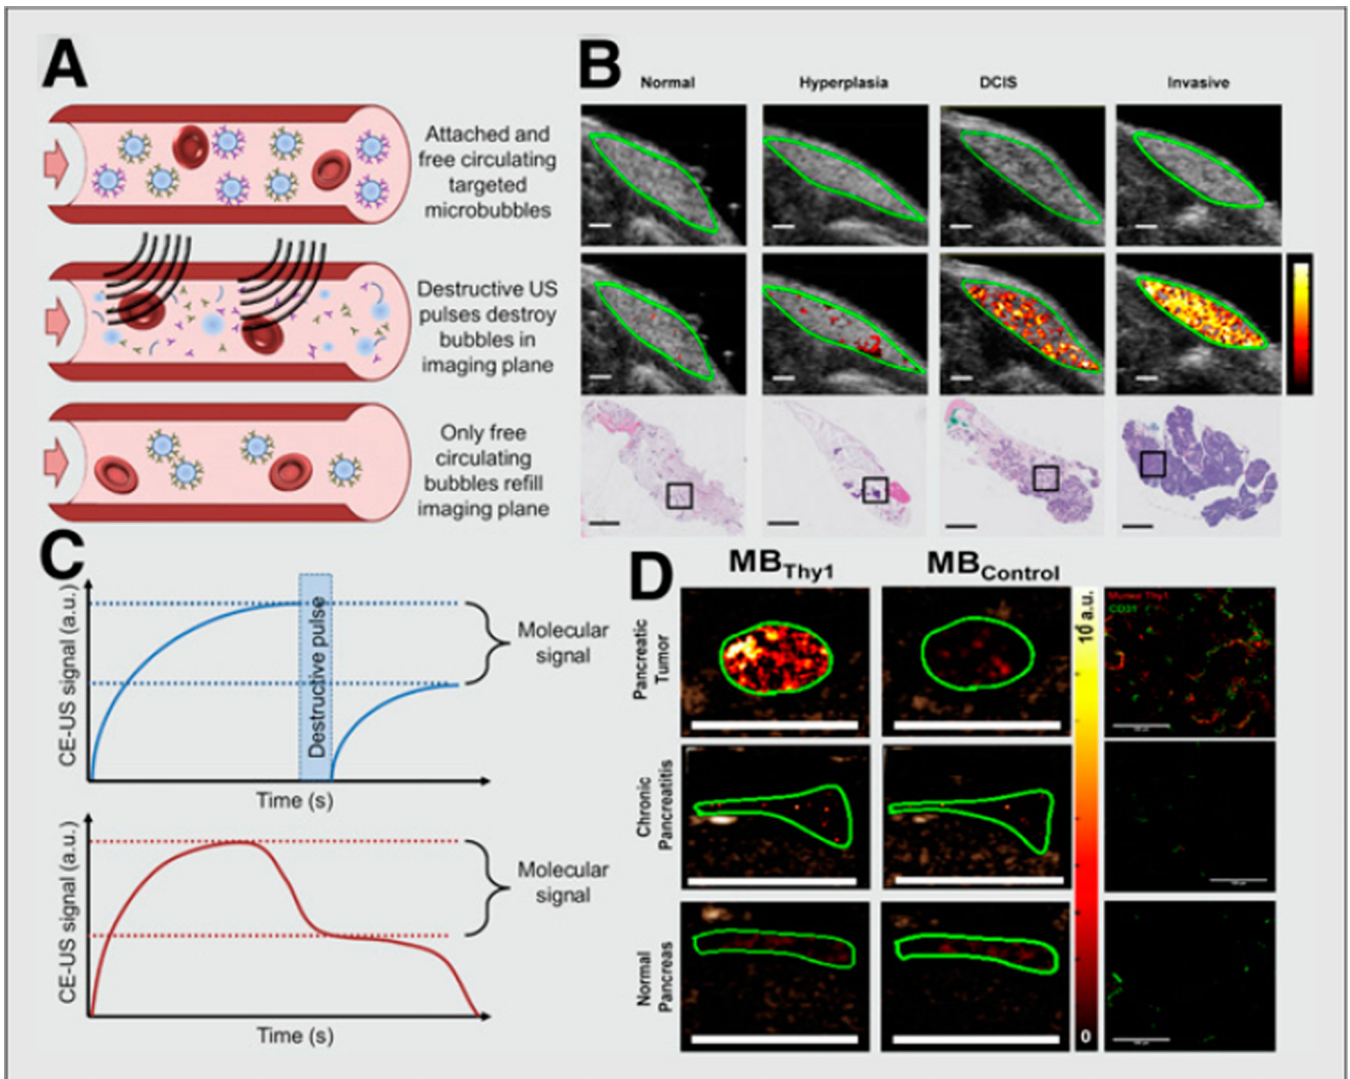 A
Attached and
free circulating
targeted
microbubbles
Destructive US
pulses destroy
bubbles in
imaging plane
Only free
circulating
bubbles refill
imaging plane
B
Normal
Hyperplasia
DCIS
Invasive
C
CE-US signal (a.u.)
Destructive pulse
Molecular
signal
Time (s)
CE-US signal (a.u.)
Molecular
signal
Time (s)
D
MBThy1
MBControl
Pancreatic
Tumor
Chronic
Pancreatitis
Normal
Pancreas
10 a.u.
0
Murine Thy1
CD31